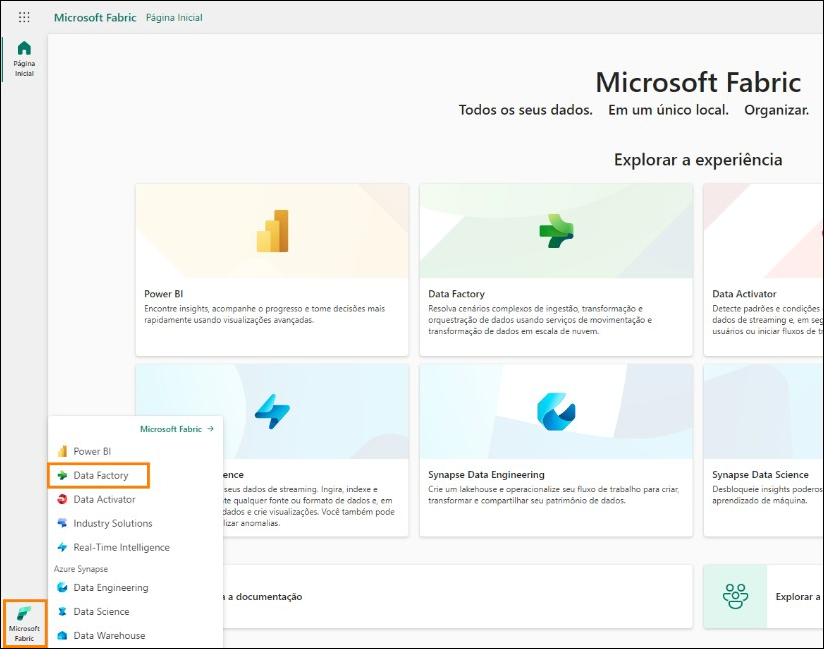 Microsoft Fabric Página Inicial
Página
Inicial
Microsoft Fabric
Todos os seus dados. Em um único local. Organizar.
Explorar a experiência
Power BI
Encontre insights, acompanhe o progresso e tome decisões mais
rapidamente usando visualizações avançadas.
Data Factory
Resolva cenários complexos de ingestão, transformação e
orquestração de dados usando serviços de movimentação e
transformação de dados em escala de nuvem.
Data Activator
Detecte padrões e condições
dados de streaming e, em seg
usuários ou iniciar fluxos de t
ence
seus dados de streaming. Ingira, indexe e
te qualquer fonte ou formato de dados e, em
dados e crie visualizações. Você também pode
lizar anomalias.
Synapse Data Engineering
Crie um lakehouse e operacionalize seu fluxo de trabalho para criar,
transformar e compartilhar seu patrimônio de dados.
Synapse Data Science
Desbloqueie insights poderos
aprendizado de máquina.
a a documentação
Explorar a
Microsoft Fabric →
Power BI
Data Factory
Data Activator
Industry Solutions
Real-Time Intelligence
Azure Synapse
Data Engineering
Data Science
Data Warehouse
Microsoft
Fabric